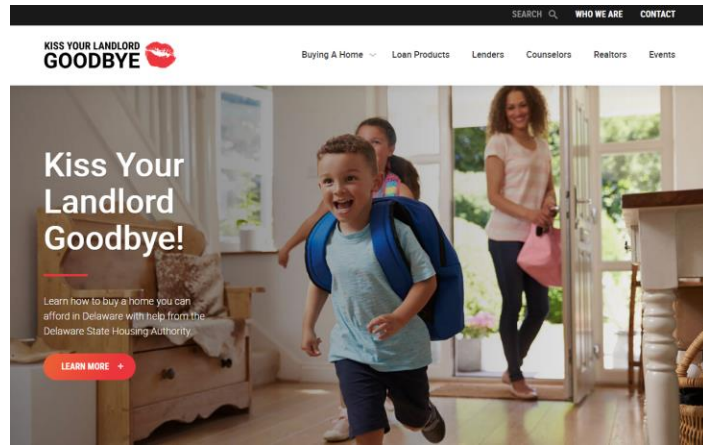 SEARCH WHO WE ARE CONTACT
KISS YOUR LANDLORD
GOODBYE
Buying A Home Loan Products Lenders Counselors Realtors Events
Kiss Your
Landlord
Goodbye!
Learn how to buy a home you can
afford in Delaware with help from the
Delaware State Housing Authority.
LEARN MORE +